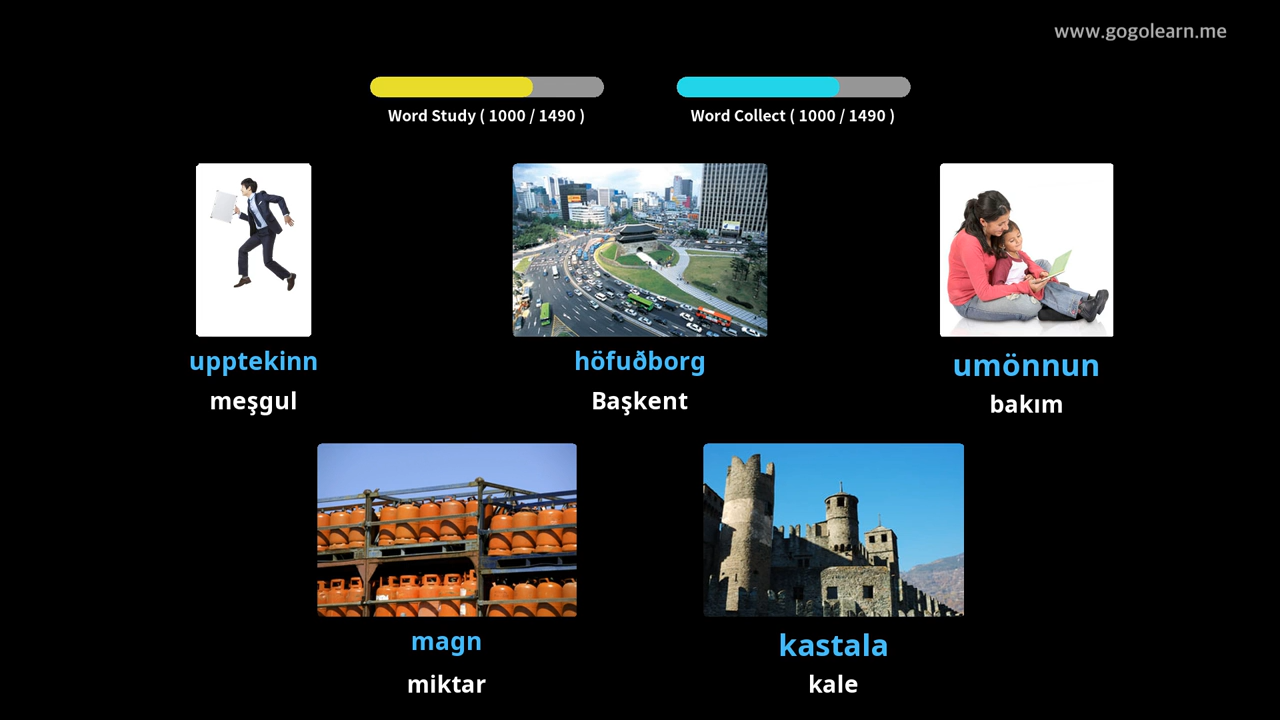 www.gogolearn.me
Word Study ( 1000 / 1490 )
Word Collect ( 1000 / 1490 )
upptekinn
meşgul
höfuðborg
Başkent
umönnun
bakım
magn
miktar
kastala
kale